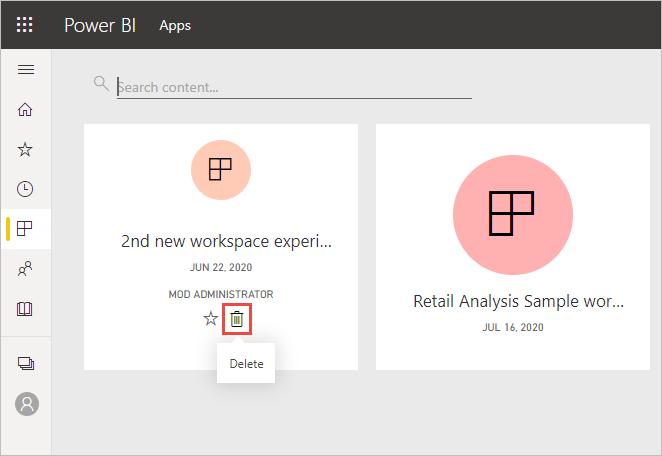 Power BI Apps
Search content...
2nd new workspace experi...
JUN 22, 2020
MOD ADMINISTRATOR
Delete
Retail Analysis Sample wor...
JUL 16, 2020